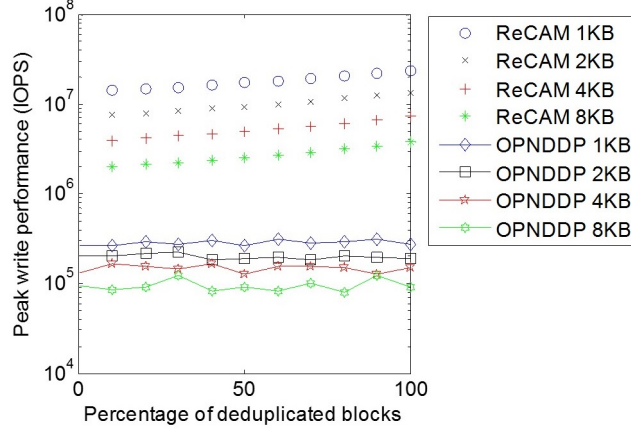 10^8
10^7
10^6
10^5
10^4
Peak write performance (IOPS)
0
50
100
Percentage of deduplicated blocks
ReCAM 1KB
ReCAM 2KB
ReCAM 4KB
ReCAM 8KB
OPNDDP 1KB
OPNDDP 2KB
OPNDDP 4KB
OPNDDP 8KB